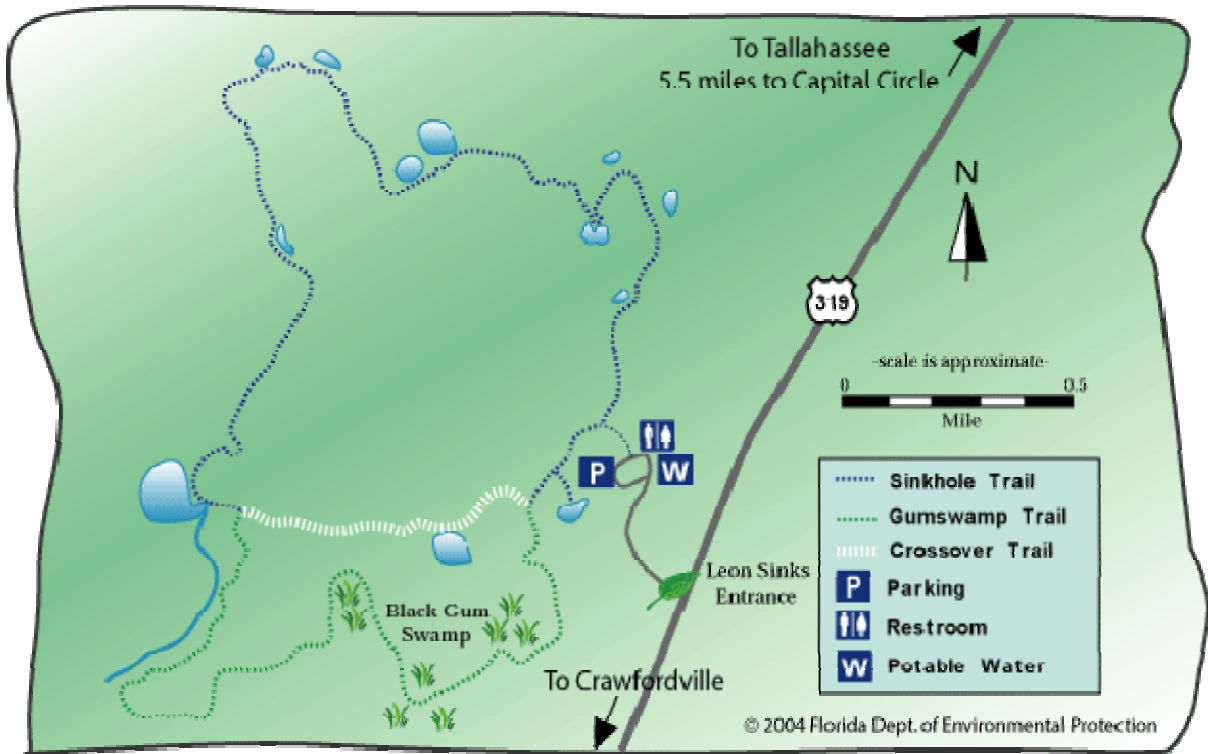 To Tallahassee
5.5 miles to Capital Circle
N
319
-scale is approximate-
0 0.5
Mile
P
W
Sinkhole Trail
Gumswamp Trail
Crossover Trail
P Parking
Restroom
W Potable Water
Leon Sinks
Entrance
Black Gum
Swamp
To Crawfordville
© 2004 Florida Dept. of Environmental Protection